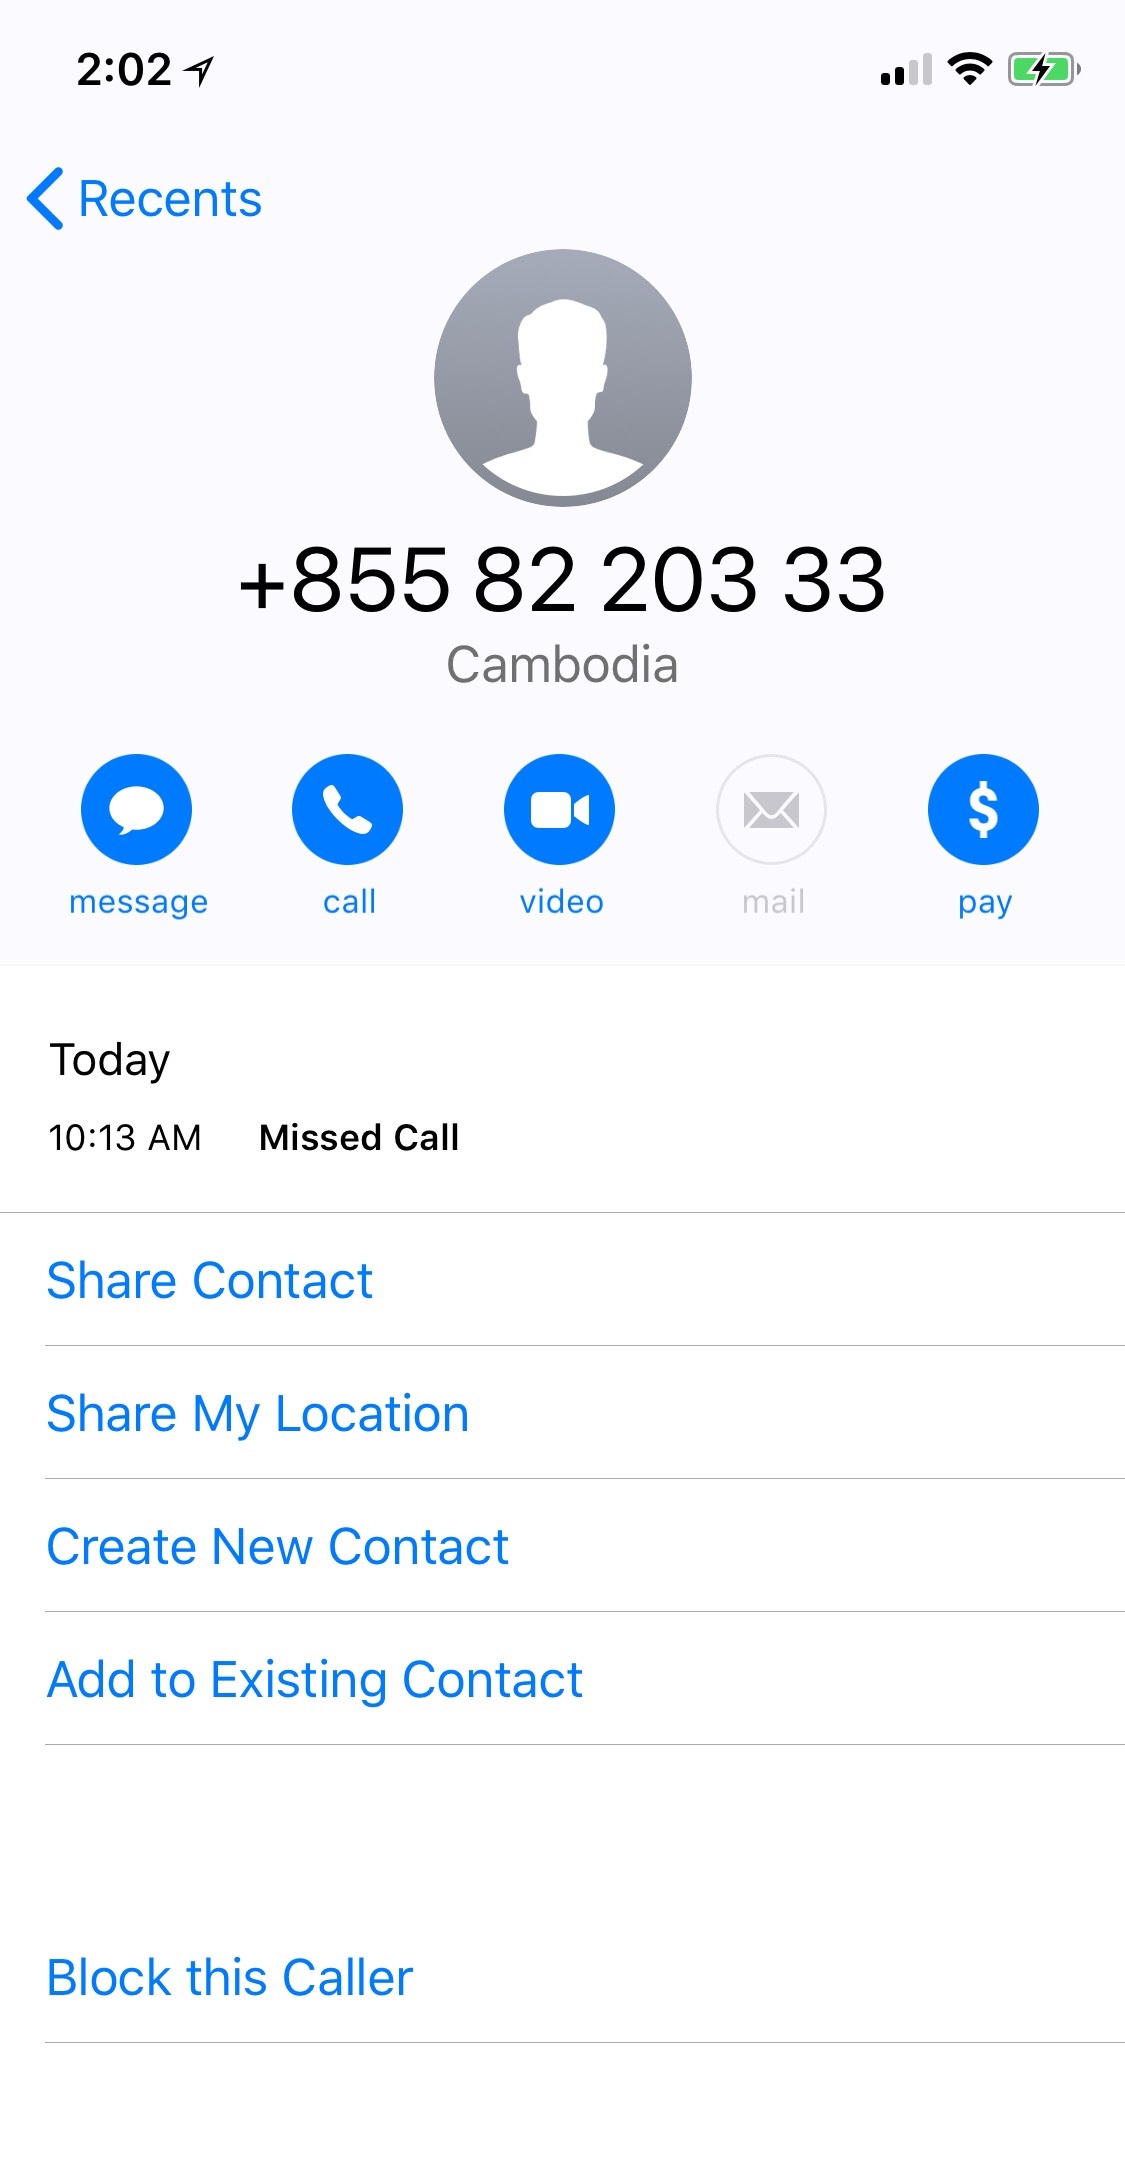 2:02
Recents
+855 82 203 33
Cambodia
message call video mail pay
Today
10:13 AM Missed Call
Share Contact
Share My Location
Create New Contact
Add to Existing Contact
Block this Caller